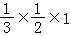 1/3 × 1/2 × 1